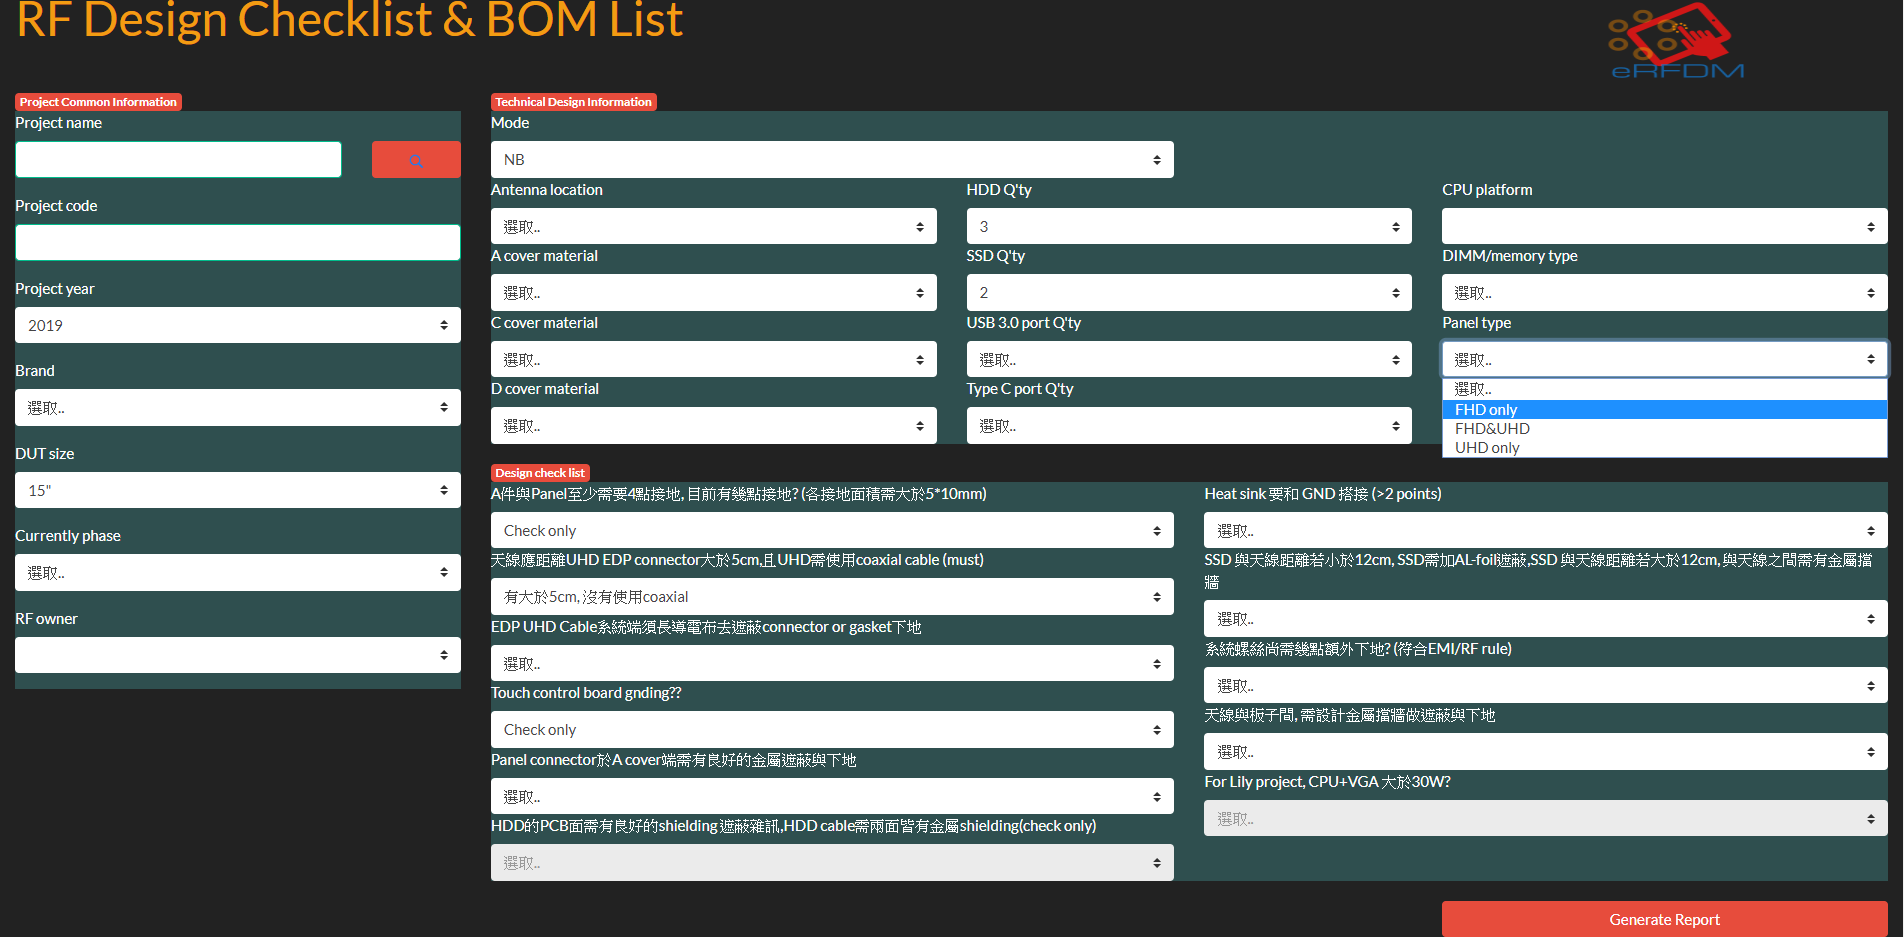 RF Design Checklist & BOM List
eRFDM
Project Common Information
Project name
Project code
Project year
2019
Brand
選取..
DUT size
15"
Currently phase
選取..
RF owner
Technical Design Information
Mode
NB
Antenna location
選取..
A cover material
選取..
C cover material
選取..
D cover material
選取..
HDD Q'ty
3
SSD Q'ty
2
USB 3.0 port Q'ty
選取..
Type C port Q'ty
選取..
CPU platform
DIMM/memory type
選取..
Panel type
選取..
選取..
FHD only
FHD&UHD
UHD only
Design check list
A件與Panel至少需要4點接地, 目前有幾點接地? (各接地面積需大於5*10mm)
Check only
天線應距離UHD EDP connector大於5cm,且UHD需使用coaxial cable (must)
有大於5cm, 沒有使用coaxial
EDP UHD Cable系統端須長導電布去遮蔽connector or gasket下地
選取..
Touch control board gnding??
Check only
Panel connector於A cover端需有良好的金屬遮蔽與下地
選取..
HDD的PCB面需有良好的shielding 遮蔽雜訊,HDD cable需兩面皆有金屬shielding(check only)
選取..
Heat sink 要和 GND 搭接 (>2 points)
選取..
SSD 與天線距離若小於12cm, SSD需加AL-foil遮蔽,SSD 與天線距離若大於12cm, 與天線之間需有金屬擋
牆
選取..
系統螺絲尚需幾點額外下地? (符合EMI/RF rule)
選取..
天線與板子間, 需設計金屬擋牆做遮蔽與下地
選取..
For Lily project, CPU+VGA 大於30W?
選取..
Generate Report